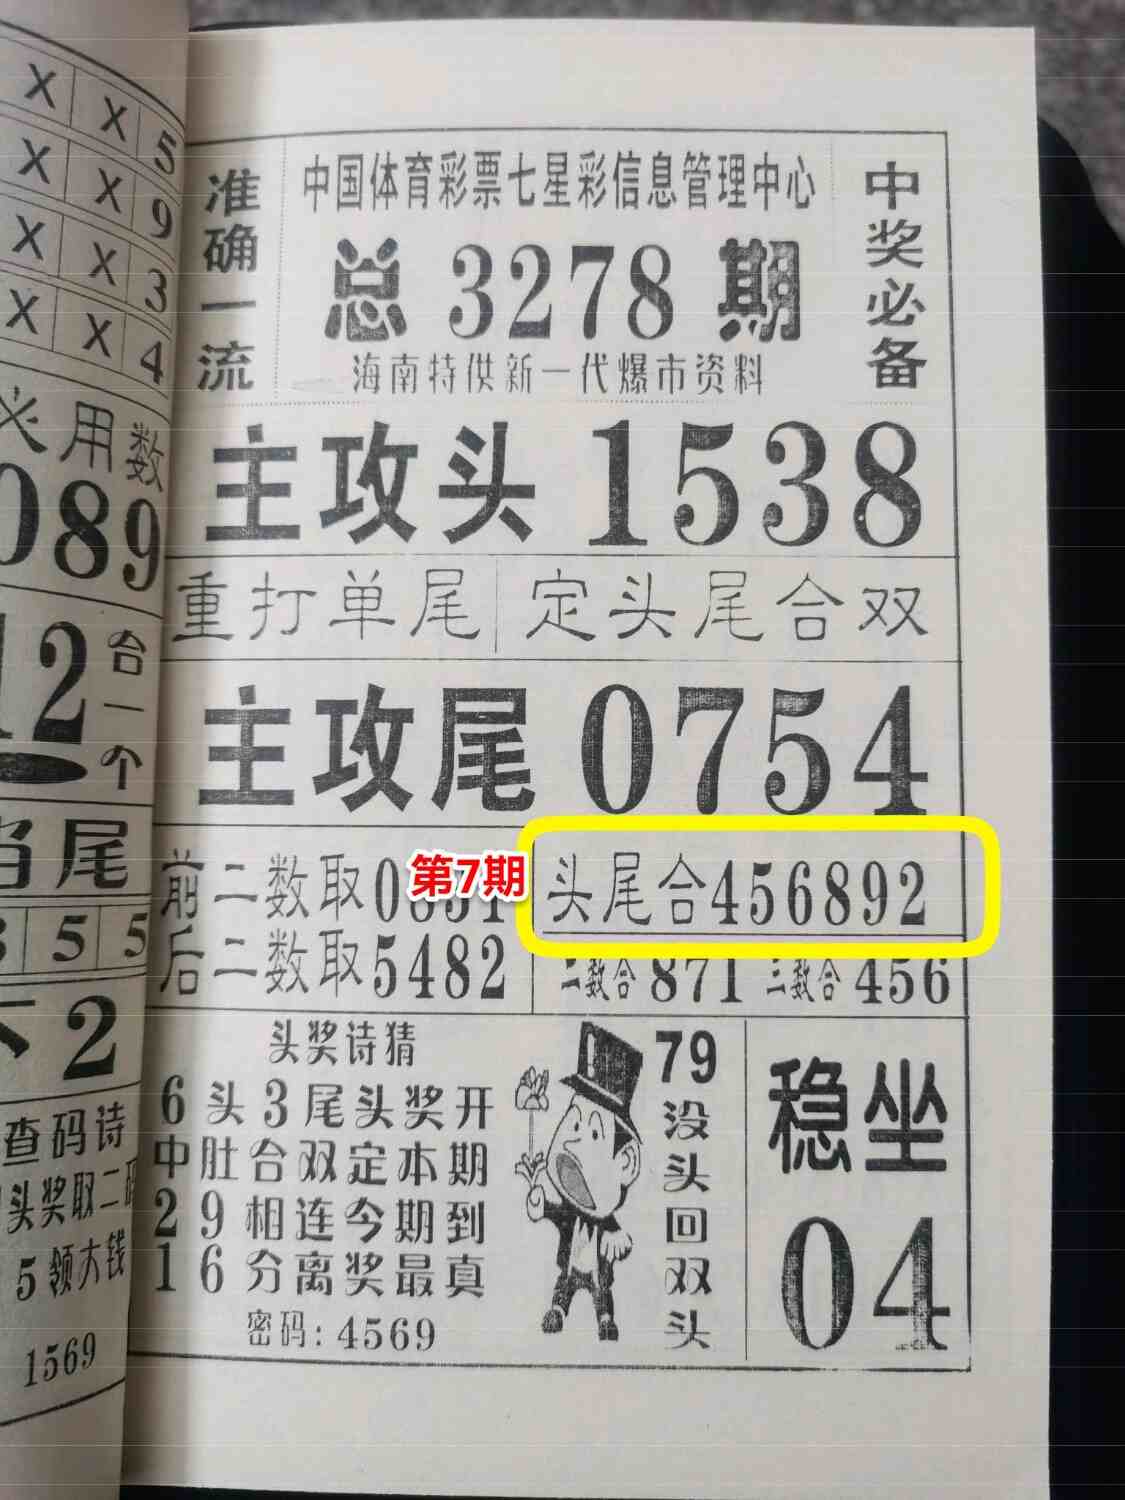 X X 5
X X 9
X X 3
X X 4
用数
089
12
合一个
尾
5 5
2
查码诗
头奖取二码
5领大钱
1569
准确一流
中国体育彩票七星彩信息管理中心
总 3278 期
海南特供新一代爆市资料
中奖必备
主攻头 1538
重打单尾 定头尾合双
主攻尾 0754
前二数取0
第7期
头尾合456892
后二数取5482
二数合871 三数合456
头奖诗猜
6头3尾头奖开
中肚合双定本期
29相连今期到
16分离奖最真
密码:4569
79没头回双头
稳坐
04